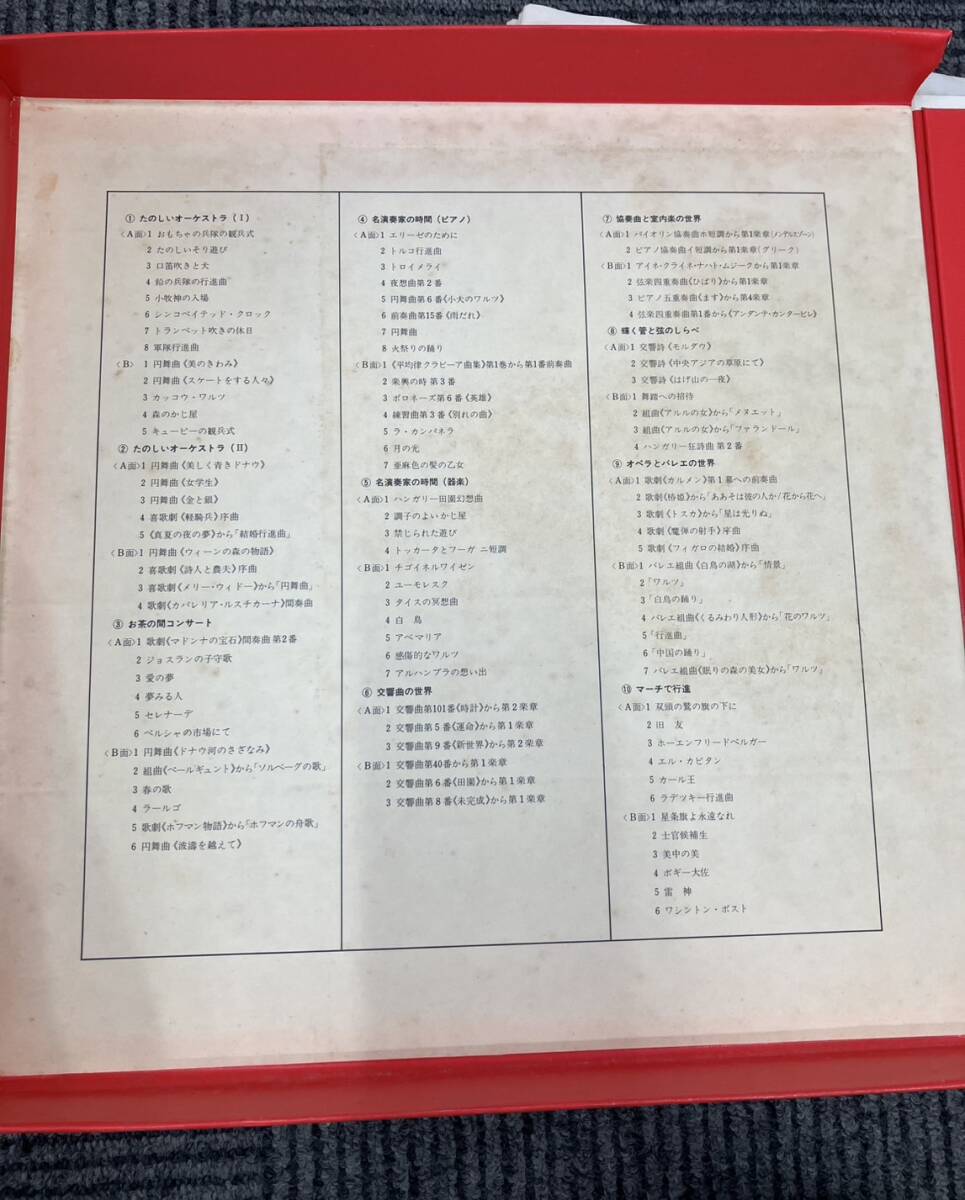 ① たのしいオーケストラ(I)
〈A面〉1 おもちゃの兵隊の観兵式
2 たのしいそり遊び
3 口笛吹きと犬
4 鉛の兵隊の行進曲
5 小牧神の入場
6 シンコペイテッド・クロック
7 トランペット吹きの休日
8 軍隊行進曲
〈B〉 1 円舞曲《美のきわみ》
2 円舞曲《スケートをする人々》
3 カッコウ・ワルツ
4 森のかじ屋
5 キューピーの観兵式
② たのしいオーケストラ(II)
〈A面〉1 円舞曲《美しく青きドナウ》
2 円舞曲《女学生》
3 円舞曲《金と銀》
4 喜歌劇《軽騎兵》序曲
5 《真夏の夜の夢》から「結婚行進曲」
〈B面〉1 円舞曲《ウィーンの森の物語》
2 喜歌劇《詩人と農夫》序曲
3 喜歌劇《メリー・ウィドー》から「円舞曲」
4 歌劇《カバレリア・ルスチカーナ》間奏曲
③ お茶の間コンサート
〈A面〉1 歌劇《マドンナの宝石》間奏曲 第2番
2 ジョスランの子守歌
3 愛の夢
4 夢みる人
5 セレナーデ
6 ペルシャの市場にて
〈B面〉1 円舞曲《ドナウ河のさざなみ》
2 組曲《ペールギュント》から「ソルベーグの歌」
3 春の歌
4 ラールゴ
5 歌劇《ホフマン物語》から「ホフマンの舟歌」
6 円舞曲《波濤を越えて》
④ 名演奏家の時間(ピアノ)
〈A面〉1 エリーゼのために
2 トルコ行進曲
3 トロイメライ
4 夜想曲 第2番
5 円舞曲 第6番《小犬のワルツ》
6 前奏曲 第15番《雨だれ》
7 円舞曲
8 火祭りの踊り
〈B面〉1 《平均律クラビーア曲集》第1巻から第1番前奏曲
2 楽興の時 第3番
3 ポロネーズ 第6番《英雄》
4 練習曲 第3番《別れの曲》
5 ラ・カンパネラ
6 月の光
7 亜麻色の髪の乙女
⑤ 名演奏家の時間(器楽)
〈A面〉1 ハンガリー田園幻想曲
2 調子のよいかじ屋
3 禁じられた遊び
4 トッカータとフーガ ニ短調
〈B面〉1 チゴイネルワイゼン
2 ユーモレスク
3 タイスの冥想曲
4 白 鳥
5 アベマリア
6 感傷的なワルツ
7 アルハンブラの想い出
⑥ 交響曲の世界
〈A面〉1 交響曲 第101番《時計》から 第2楽章
2 交響曲 第5番《運命》から 第1楽章
3 交響曲 第9番《新世界》から 第2楽章
〈B面〉1 交響曲 第40番から 第1楽章
2 交響曲 第6番《田園》から 第1楽章
3 交響曲 第8番《未完成》から 第1楽章
⑦ 協奏曲と室内楽の世界
〈A面〉1 バイオリン協奏曲ホ短調から第1楽章(メンデルスゾーン)
2 ピアノ協奏曲イ短調から第1楽章(グリーク)
〈B面〉1 アイネ・クライネ・ナハト・ムジークから第1楽章
2 弦楽四重奏曲《ひばり》から第1楽章
3 ピアノ五重奏曲《ます》から第4楽章
4 弦楽四重奏曲第1番から《アンダンテ・カンタービレ》
⑧ 輝く管と弦のしらべ
〈A面〉1 交響詩《モルダウ》
2 交響詩《中央アジアの草原にて》
3 交響詩《はげ山の一夜》
〈B面〉1 舞踏への招待
2 組曲《アルルの女》から「メヌエット」
3 組曲《アルルの女》から「ファランドール」
4 ハンガリー狂詩曲 第2番
⑨ オペラとバレエの世界
〈A面〉1 歌劇《カルメン》第1幕への前奏曲
2 歌劇《椿姫》から「ああそは彼の人か/花から花へ」
3 歌劇《トスカ》から「星は光りぬ」
4 歌劇《魔弾の射手》序曲
5 歌劇《フィガロの結婚》序曲
〈B面〉1 バレエ組曲《白鳥の湖》から「情景」
2 「ワルツ」
3 「白鳥の踊り」
4 バレエ組曲《くるみわり人形》から「花のワルツ」
5 「行進曲」
6 「中国の踊り」
7 バレエ組曲《眠りの森の美女》から「ワルツ」
⑩ マーチで行進
〈A面〉1 双頭の鷲の旗の下に
2 旧 友
3 ホーエンフリードベルガー
4 エル・カピタン
5 カール王
6 ラデツキー行進曲
〈B面〉1 星条旗よ永遠なれ
2 士官候補生
3 美中の美
4 ボギー大佐
5 雷 神
6 ワシントン・ポスト